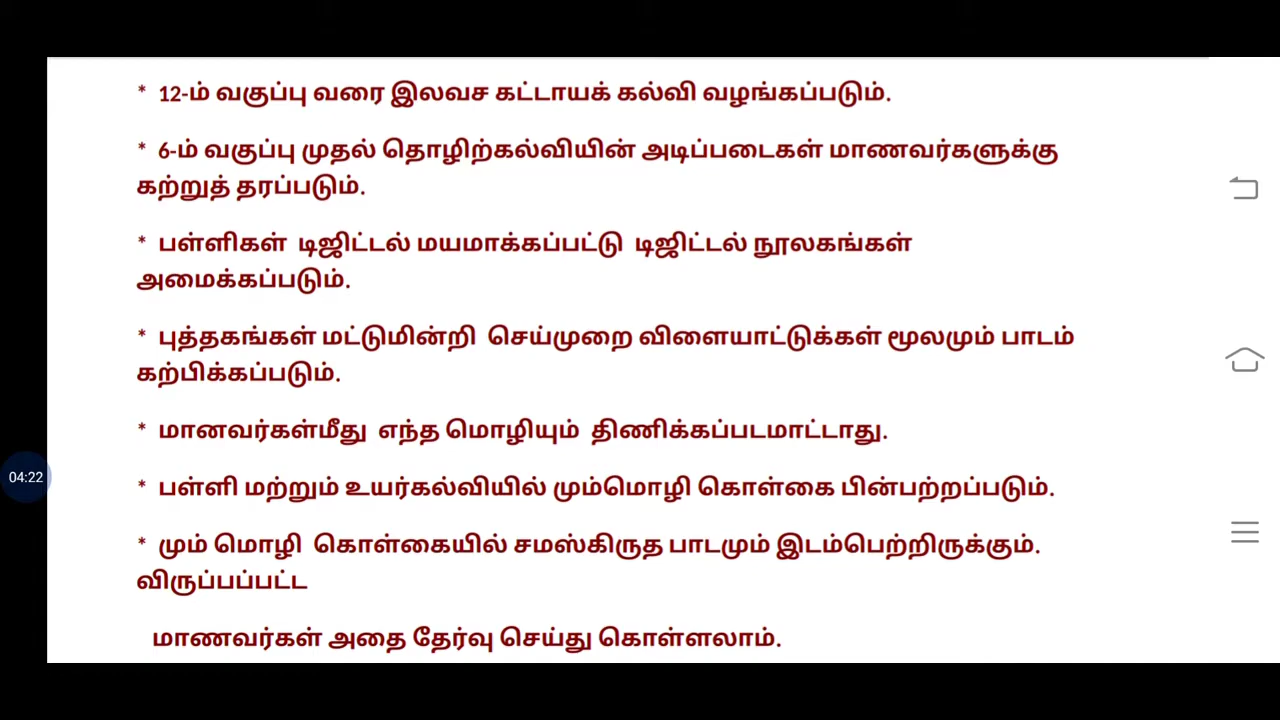 * 12-ம் வகுப்பு வரை இலவச கட்டாயக் கல்வி வழங்கப்படும்.
* 6-ம் வகுப்பு முதல் தொழிற்கல்வியின் அடிப்படைகள் மாணவர்களுக்கு
கற்றுத் தரப்படும்.
* பள்ளிகள் டிஜிட்டல் மயமாக்கப்பட்டு டிஜிட்டல் நூலகங்கள்
அமைக்கப்படும்.
* புத்தகங்கள் மட்டுமின்றி செய்முறை விளையாட்டுக்கள் மூலமும் பாடம்
கற்பிக்கப்படும்.
* மானவர்கள்மீது எந்த மொழியும் திணிக்கப்படமாட்டாது.
04:22
* பள்ளி மற்றும் உயர்கல்வியில் மும்மொழி கொள்கை பின்பற்றப்படும்.
* மும் மொழி கொள்கையில் சமஸ்கிருத பாடமும் இடம்பெற்றிருக்கும்.
விருப்பப்பட்ட
மாணவர்கள் அதை தேர்வு செய்து கொள்ளலாம்.